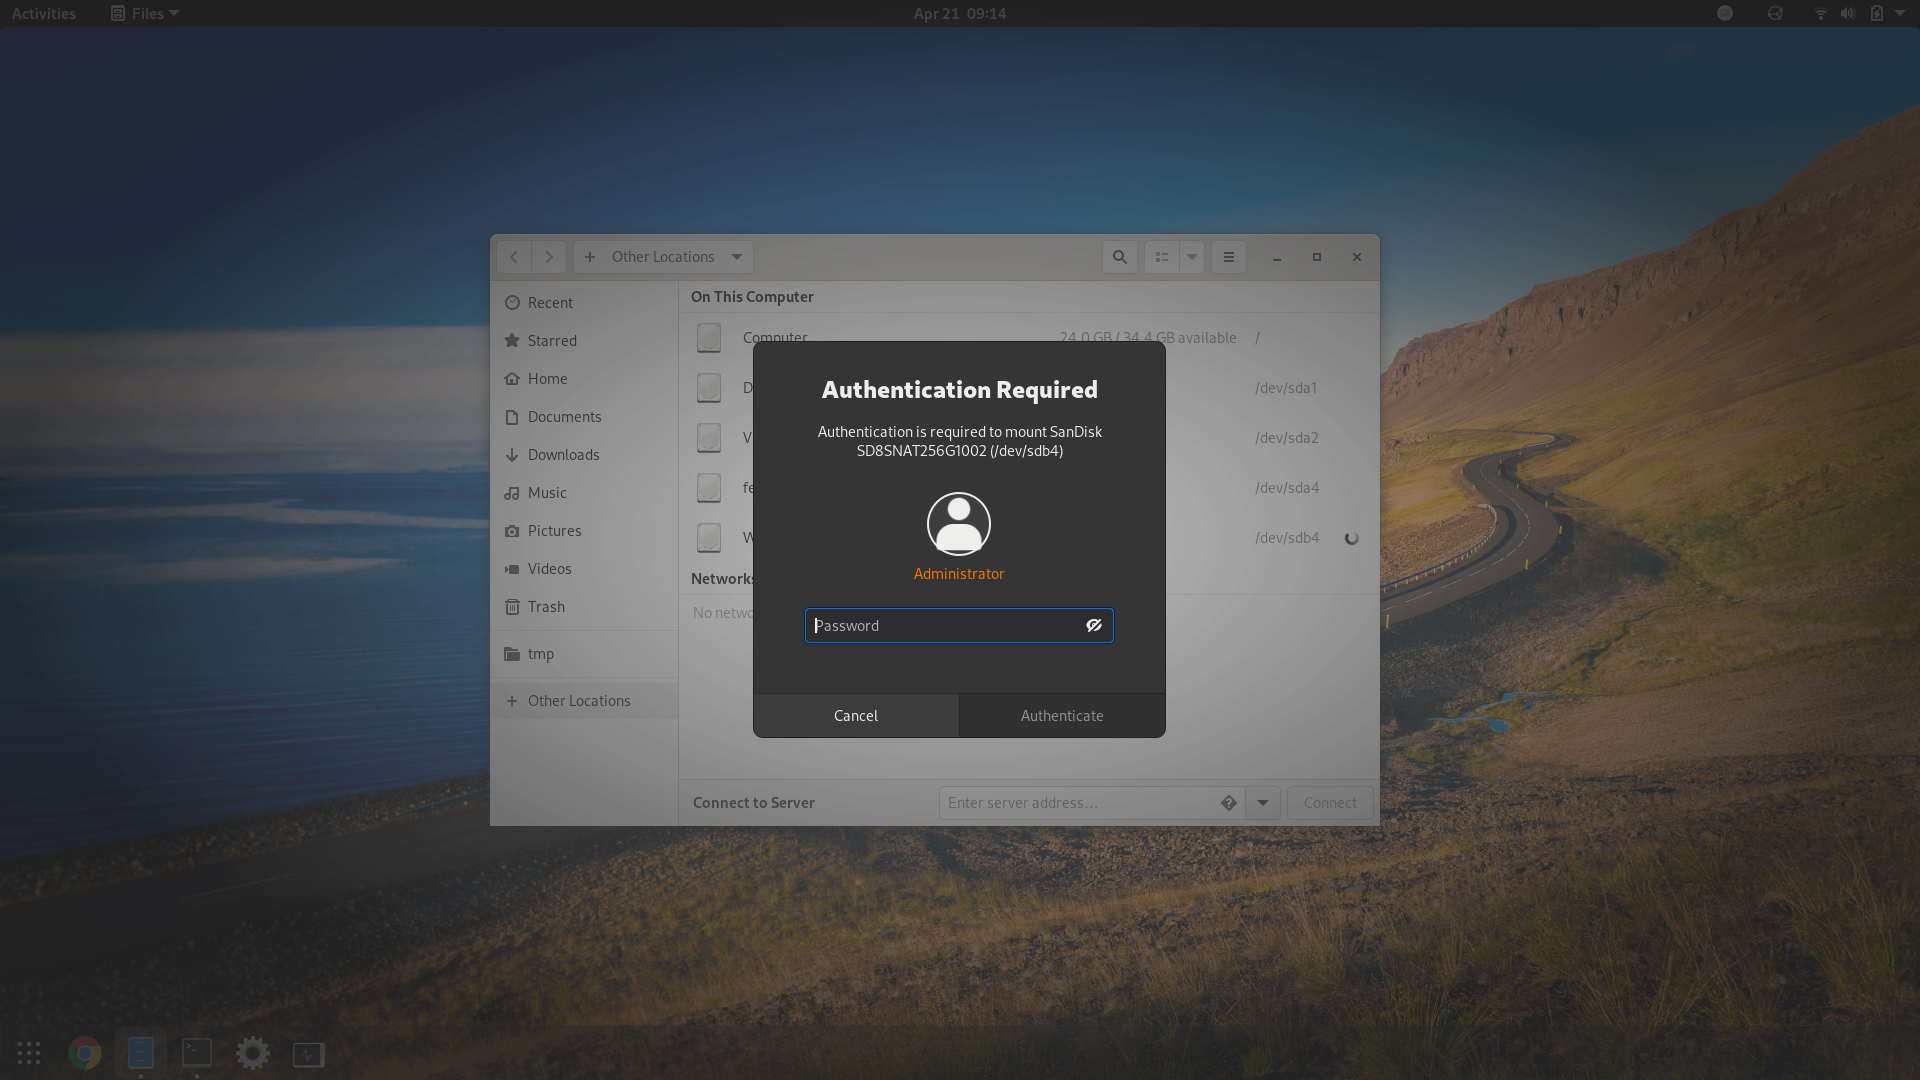 Activities
Files
Apr 21 09:14
Other Locations
Recent
Starred
Home
Documents
Downloads
Music
Pictures
Videos
Trash
tmp
Other Locations
On This Computer
Computer 24.0 GB / 34.4 GB available /
D /dev/sda1
V /dev/sda2
fe /dev/sda4
W /dev/sdb4
Networks
No netwo
Authentication Required
Authentication is required to mount SanDisk
SD8SNAT256G1002 (/dev/sdb4)
Administrator
Password
Cancel Authenticate
Connect to Server Enter server address… Connect